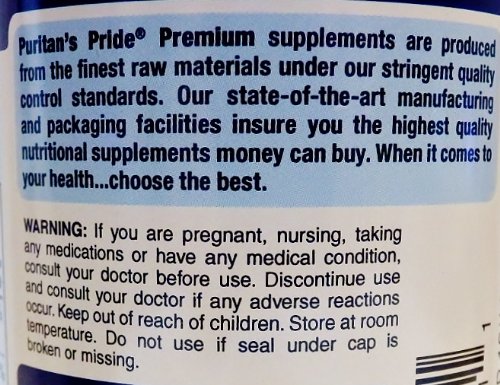 Puritan's Pride® Premium supplements are produced
from the finest raw materials under our stringent quality
control standards. Our state-of-the-art manufacturing
and packaging facilities insure you the highest quality
nutritional supplements money can buy. When it comes to
your health...choose the best.
WARNING: If you are pregnant, nursing, taking
any medications or have any medical condition,
consult your doctor before use. Discontinue use
and consult your doctor if any adverse reactions
occur. Keep out of reach of children. Store at room
temperature. Do not use if seal under cap is
broken or missing.
1